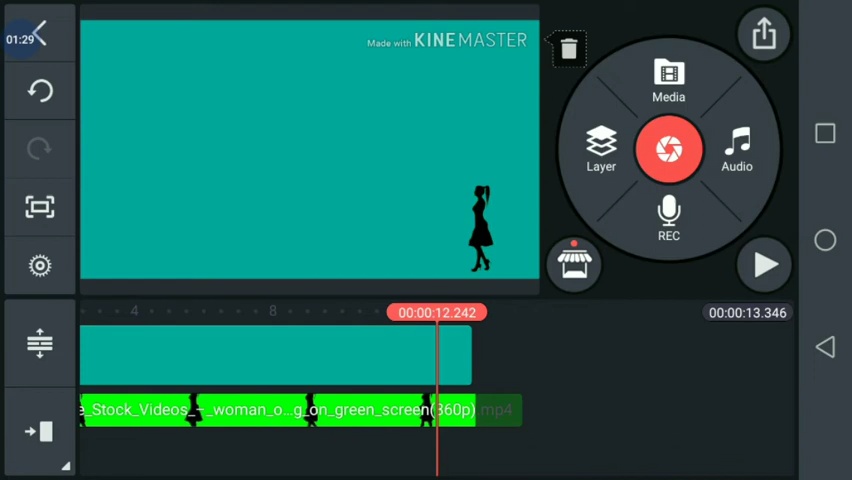 01:29
Made with KINEMASTER
Media
Layer
Audio
REC
4
8
00:00:12.242
00:00:13.346
e_Stock_Videos_–_woman_o...g_on_green_screen(360p).mp4